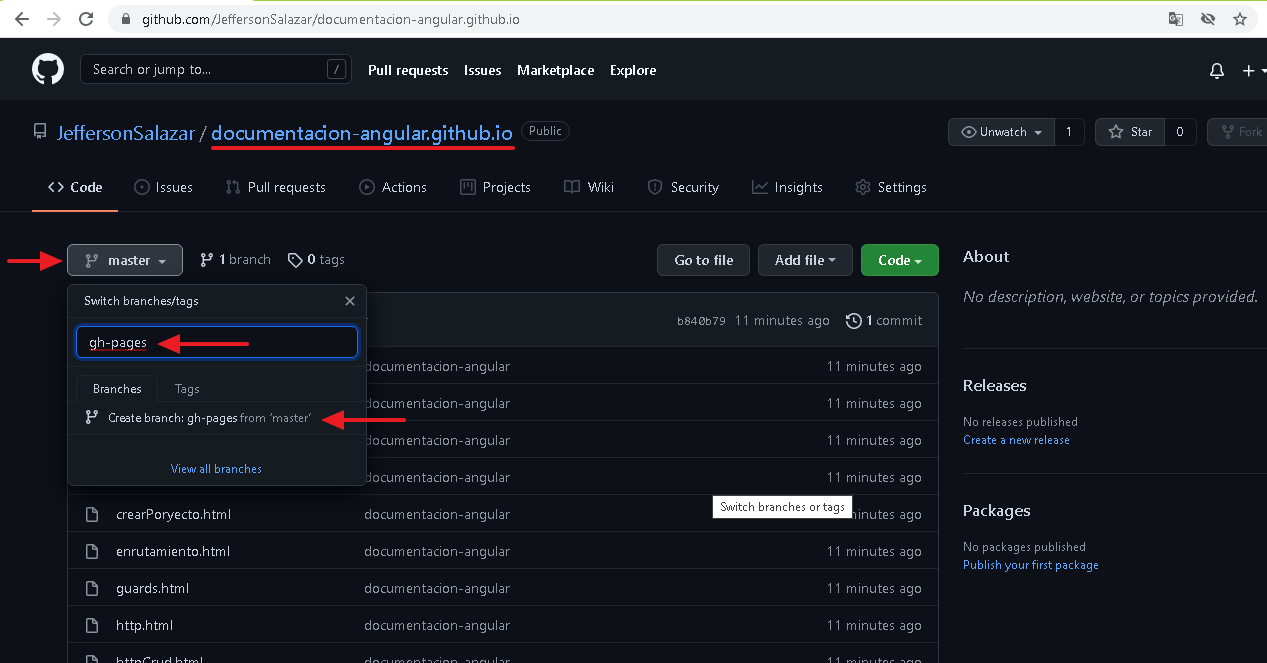 github.com/JeffersonSalazar/documentacion-angular.github.io
Search or jump to... /
Pull requests Issues Marketplace Explore
JeffersonSalazar / documentacion-angular.github.io Public
Unwatch 1 Star 0 Fork
Code Issues Pull requests Actions Projects Wiki Security Insights Settings
master 1 branch 0 tags Go to file Add file Code
Switch branches/tags
b840b79 11 minutes ago 1 commit
gh-pages
documentacion-angular 11 minutes ago
Branches Tags
documentacion-angular 11 minutes ago
Create branch: gh-pages from 'master'
documentacion-angular 11 minutes ago
View all branches
documentacion-angular 11 minutes ago
Switch branches or tags
crearPoryecto.html documentacion-angular minutes ago
enrutamiento.html documentacion-angular 11 minutes ago
guards.html documentacion-angular 11 minutes ago
http.html documentacion-angular 11 minutes ago
httpCrud.html documentacion-angular 11 minutes ago
About
No description, website, or topics provided.
Releases
No releases published
Create a new release
Packages
No packages published
Publish your first package